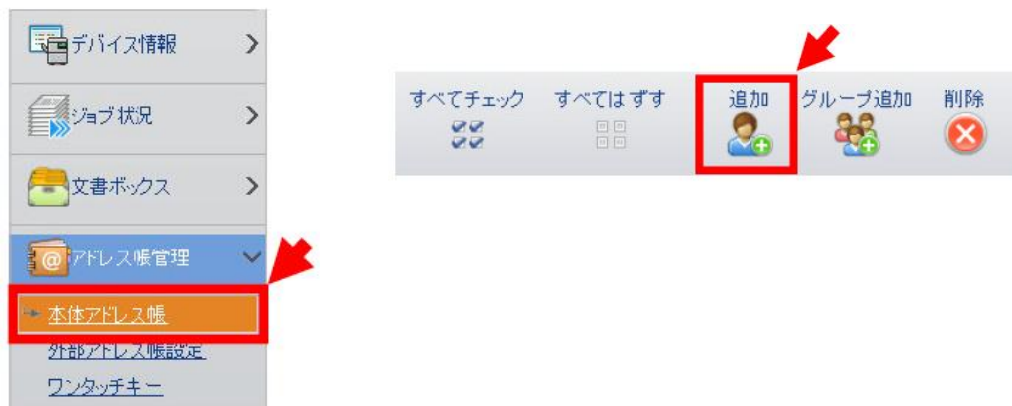 デバイス情報
ジョブ状況
文書ボックス
アドレス帳管理
本体アドレス帳
外部アドレス帳設定
ワンタッチキー
すべてチェック すべてはずす 追加 グループ追加 削除